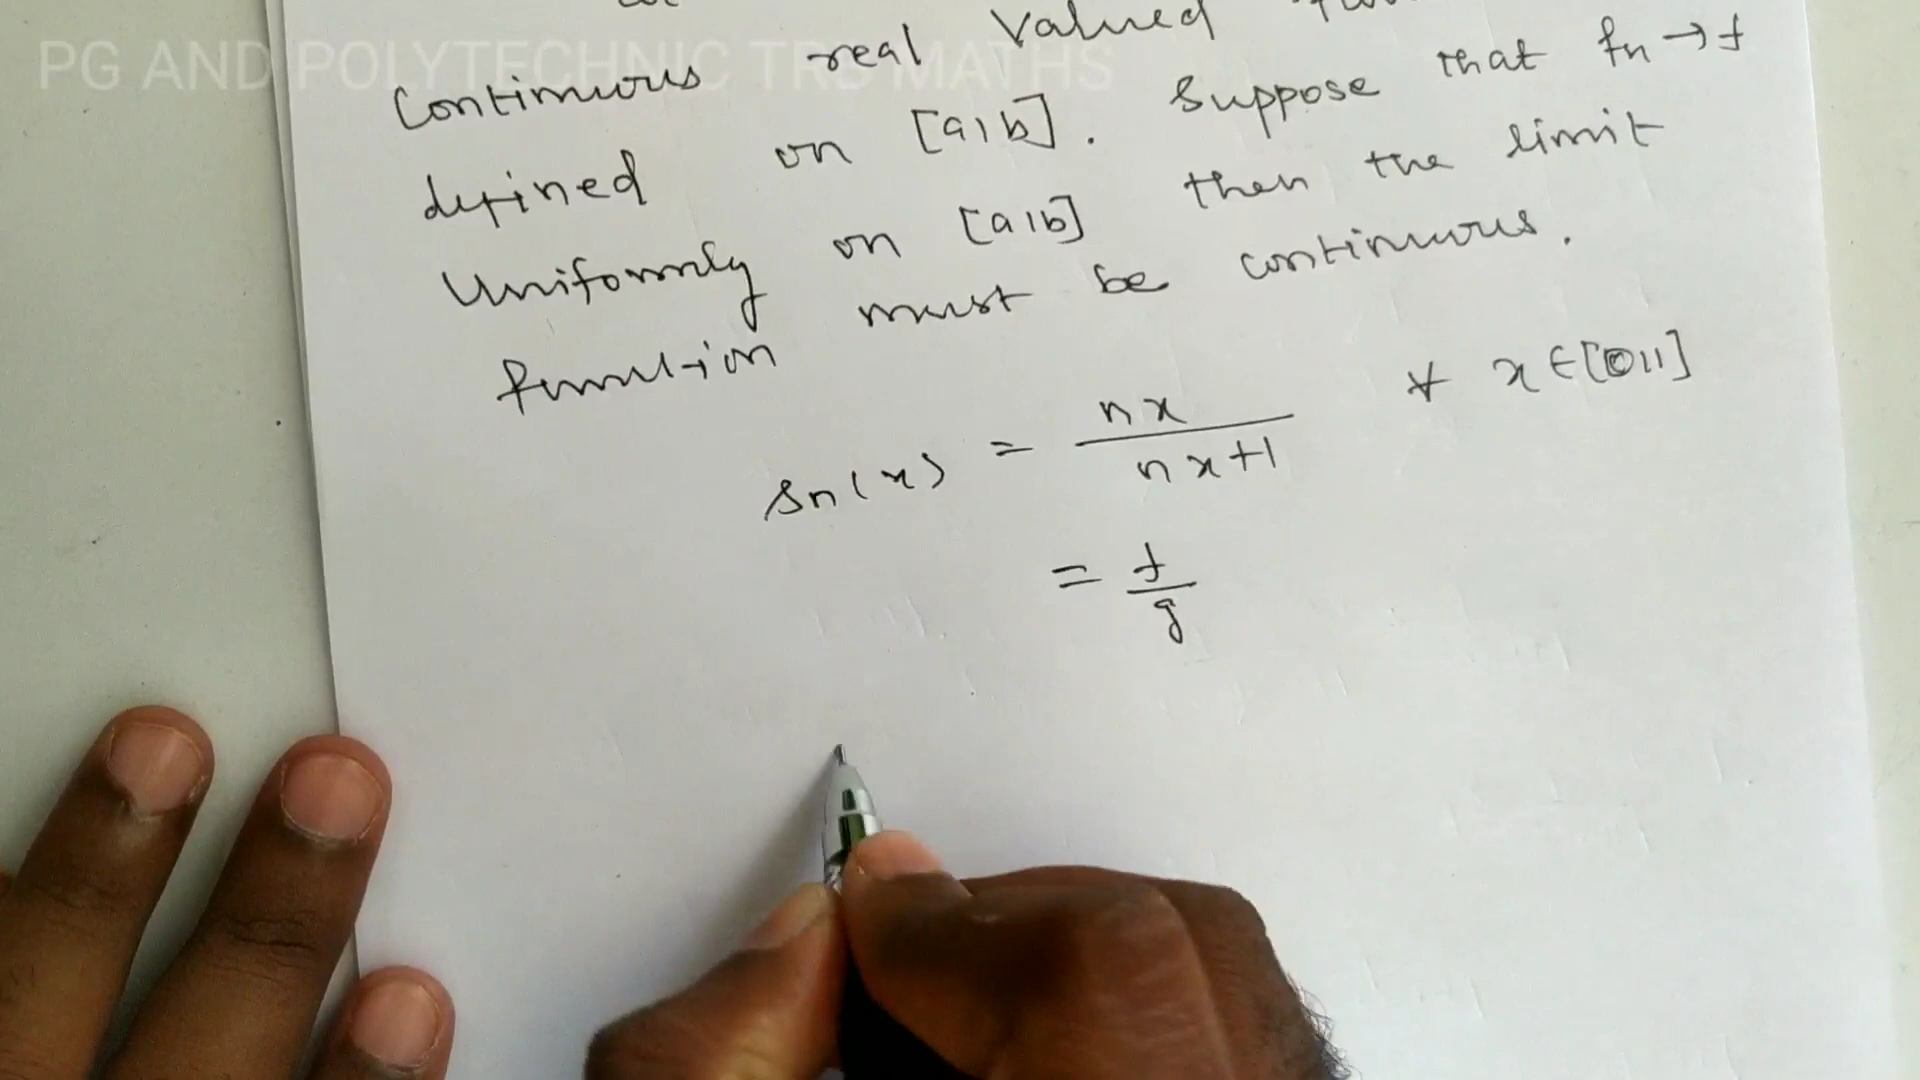 PG AND POLYTECHNIC TRB MATHS
real valued
Continuous
defined on [a,b]. Suppose that fn → f
Uniformly on [a,b] then the limit
function must be continuous.
Sn(x) = nx / nx+1 ∀ x ∈ [0,1]
= f / g